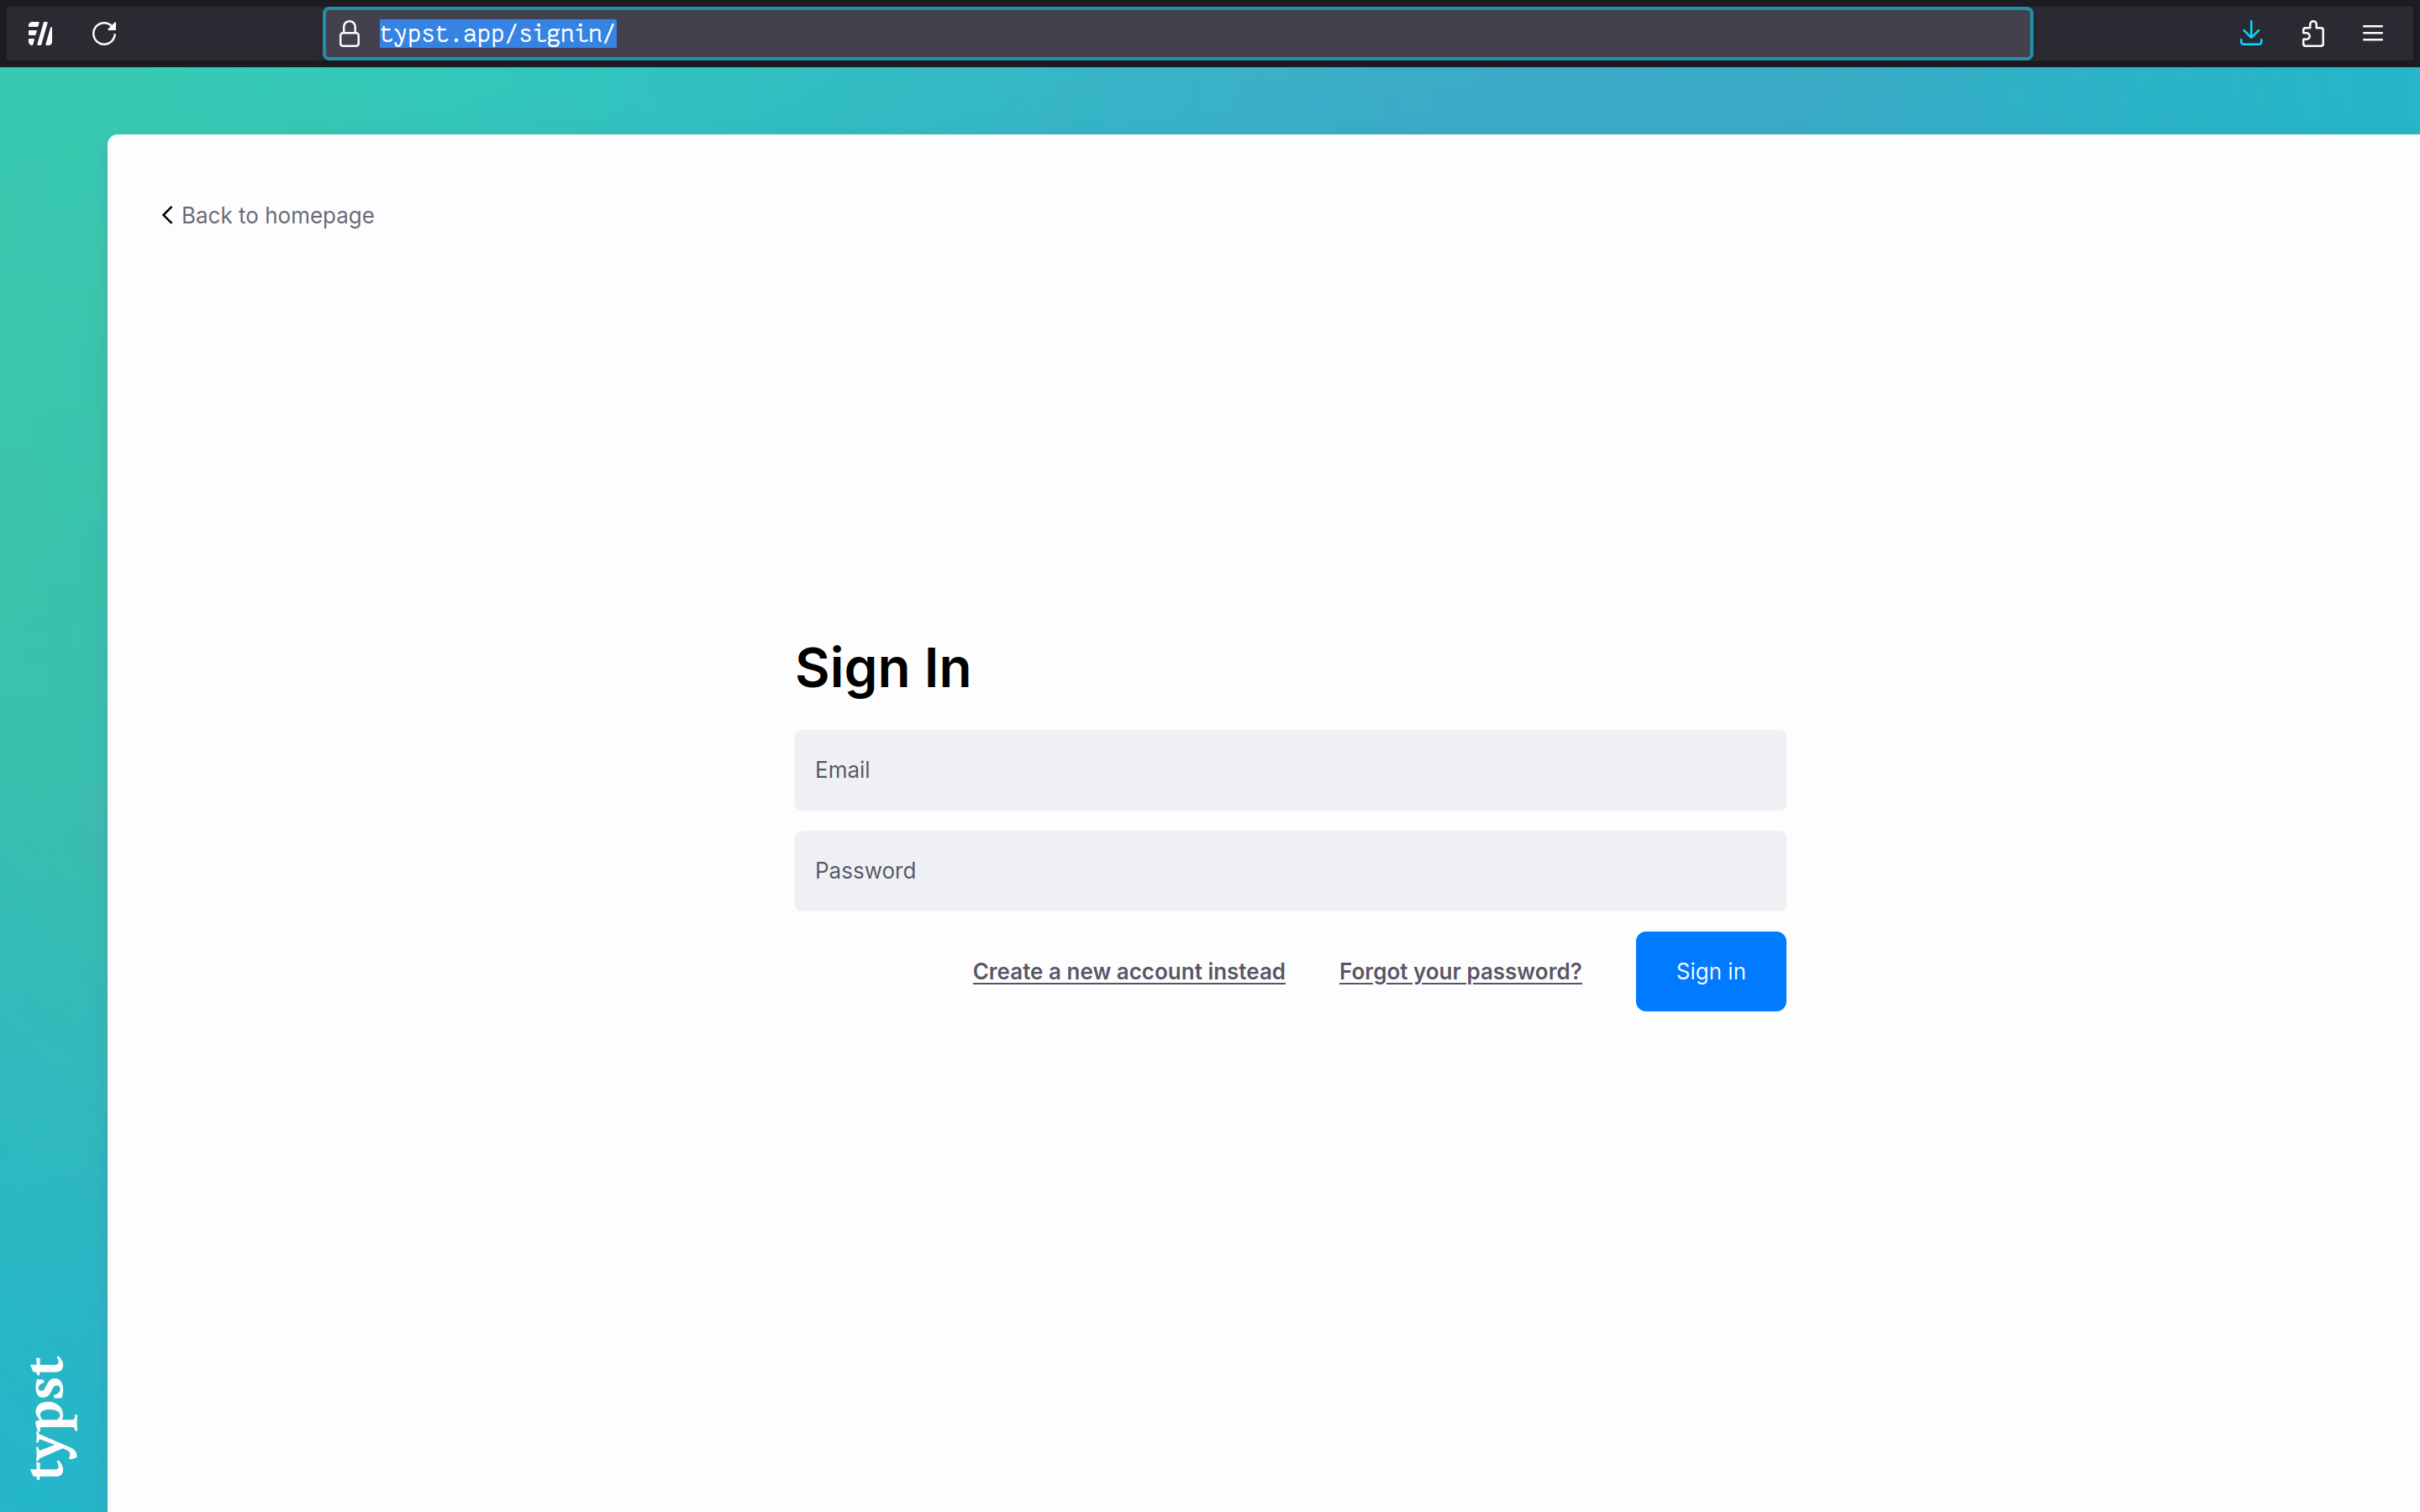 typst.app/signin/
Back to homepage
Sign In
Email
Password
Create a new account instead
Forgot your password?
Sign in
typst